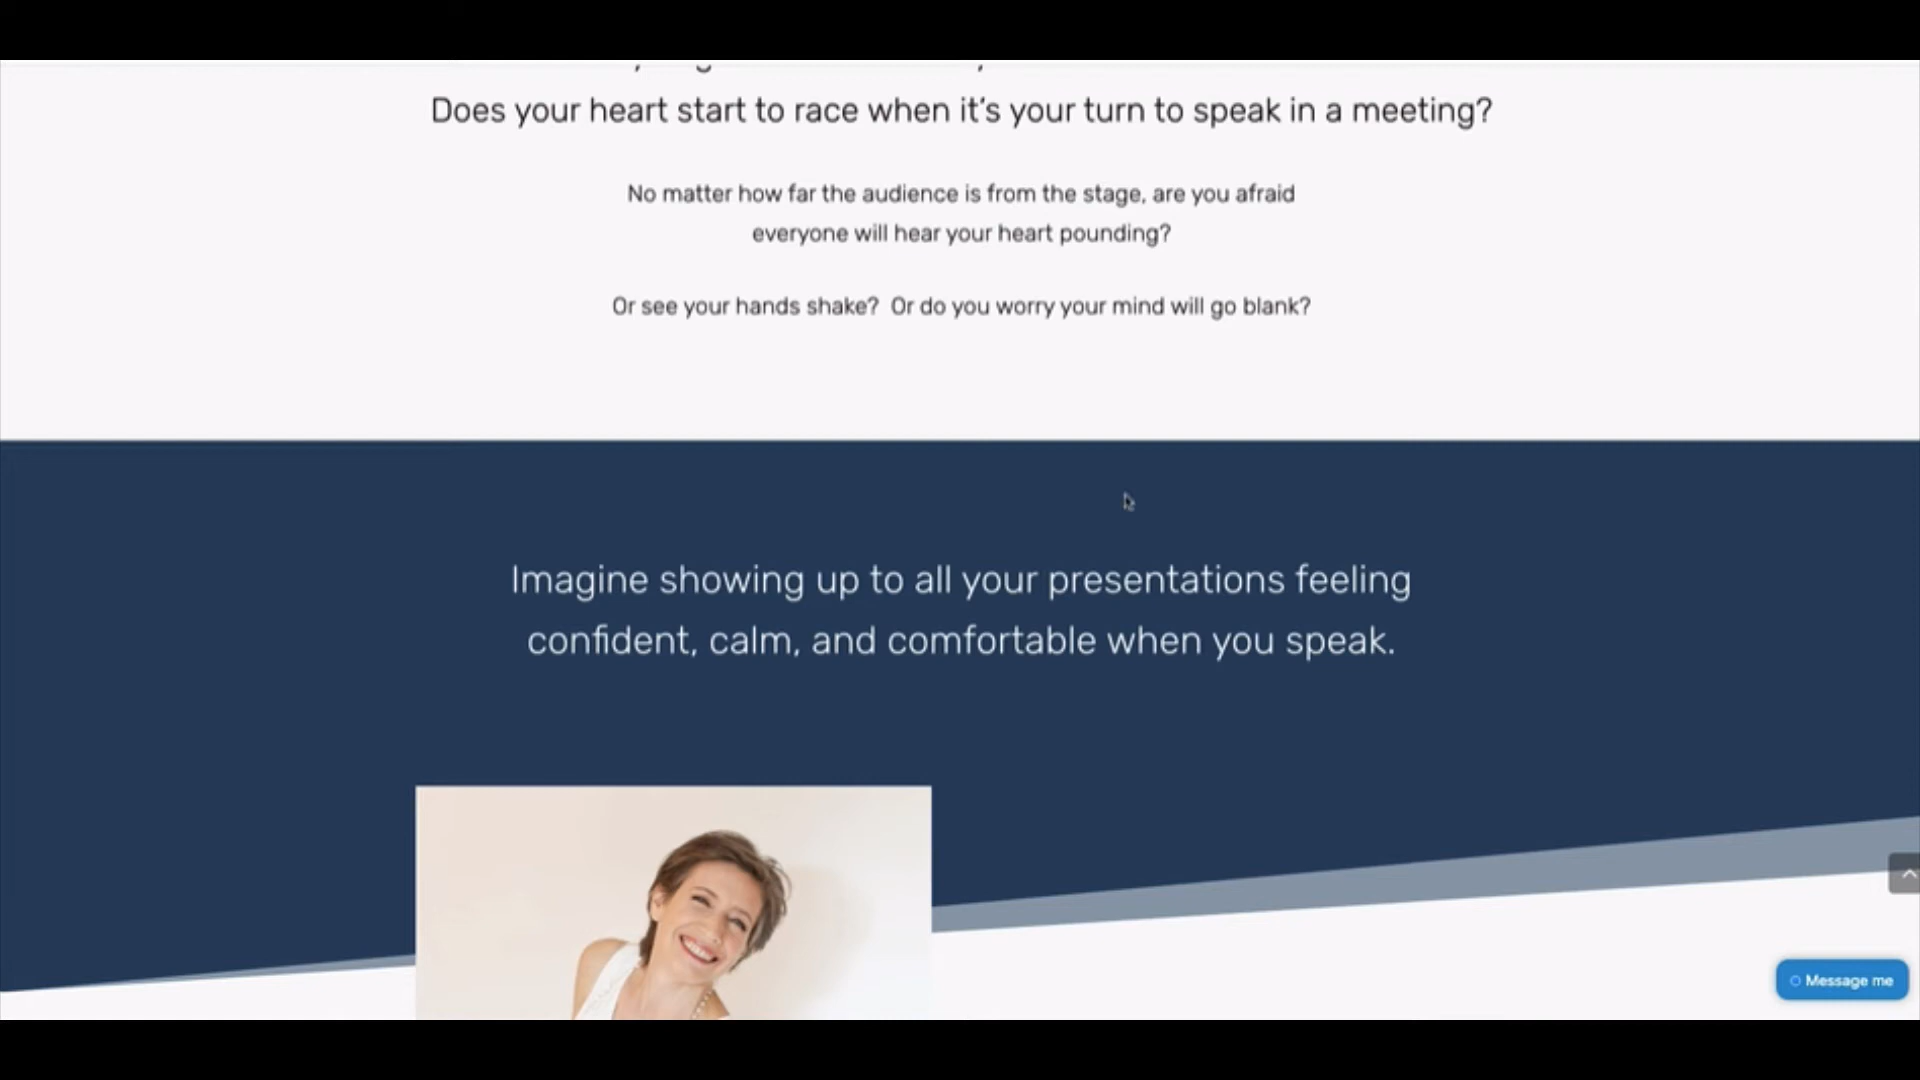 Does your heart start to race when it's your turn to speak in a meeting?
No matter how far the audience is from the stage, are you afraid
everyone will hear your heart pounding?
Or see your hands shake?  Or do you worry your mind will go blank?
Imagine showing up to all your presentations feeling
confident, calm, and comfortable when you speak.
Message me